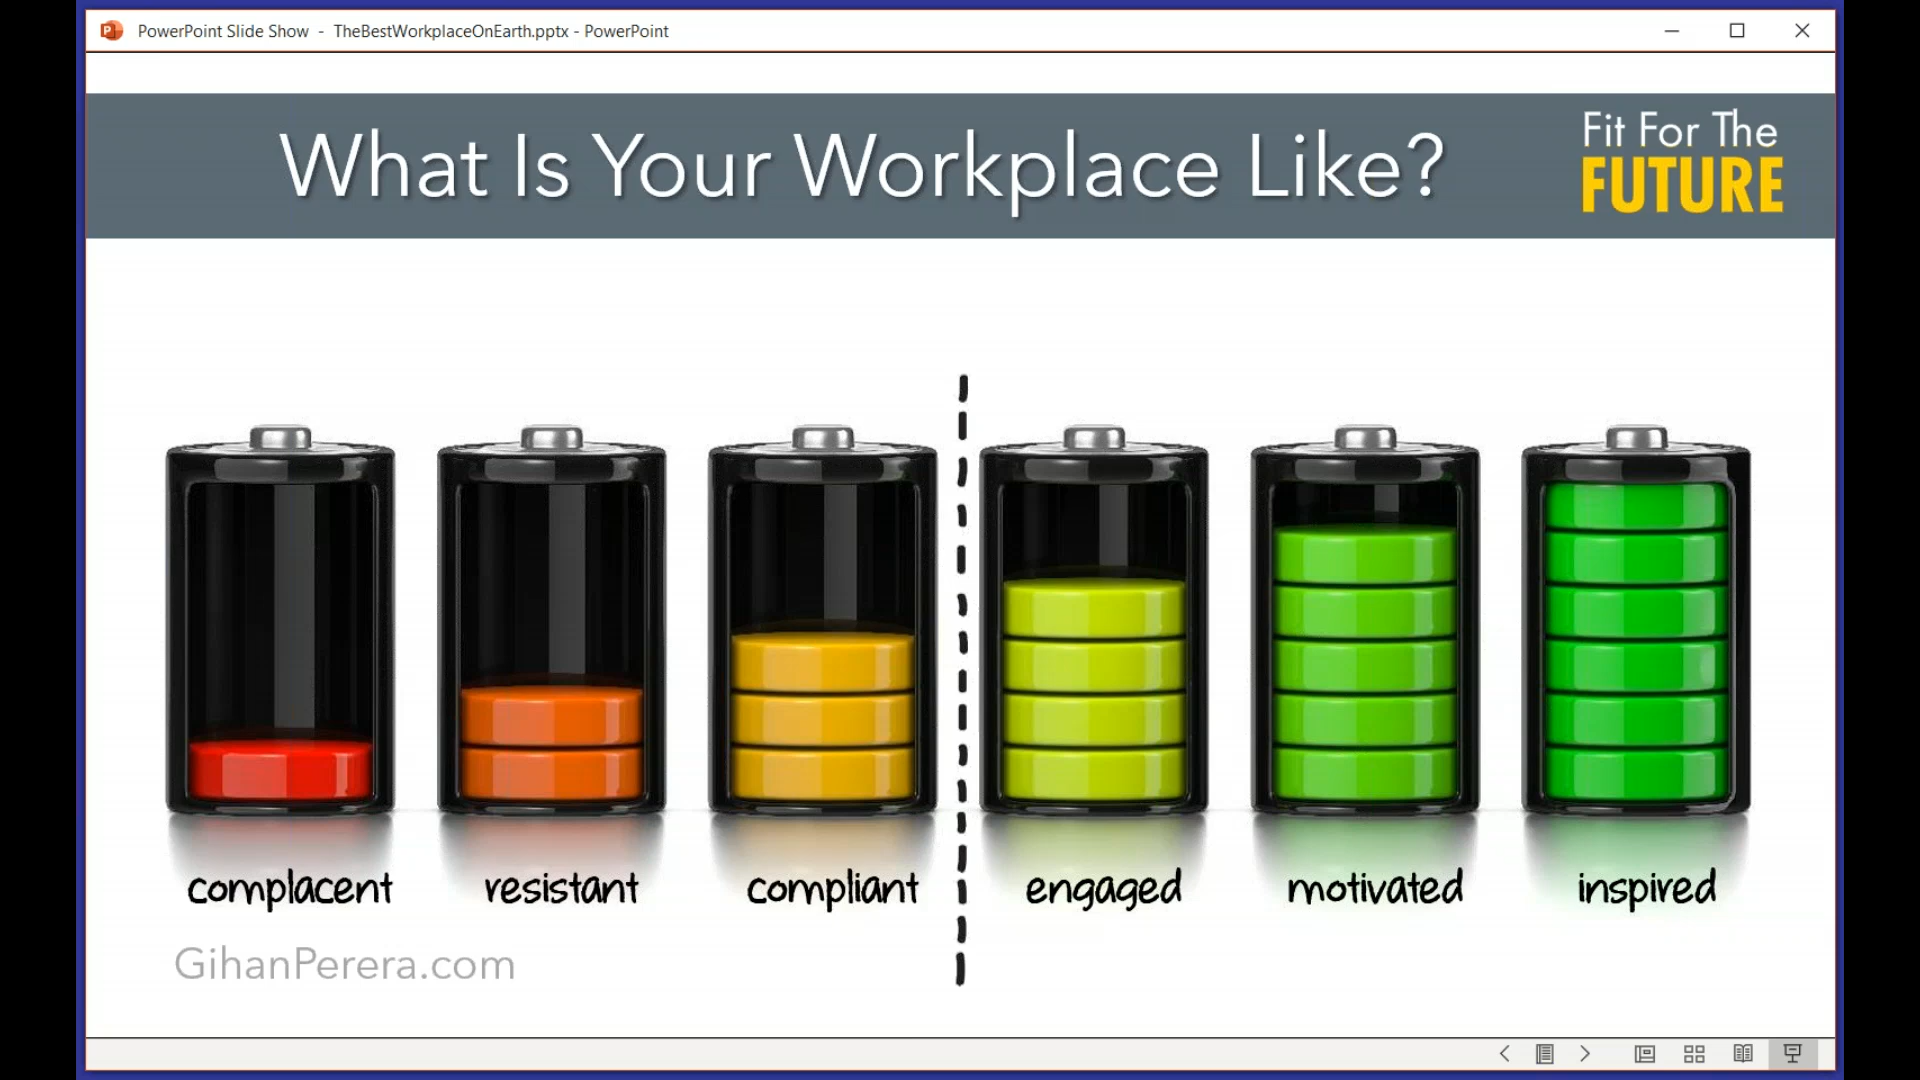 PowerPoint Slide Show - TheBestWorkplaceOnEarth.pptx - PowerPoint
What Is Your Workplace Like?
Fit For The
FUTURE
complacent
resistant
compliant
engaged
motivated
inspired
GihanPerera.com